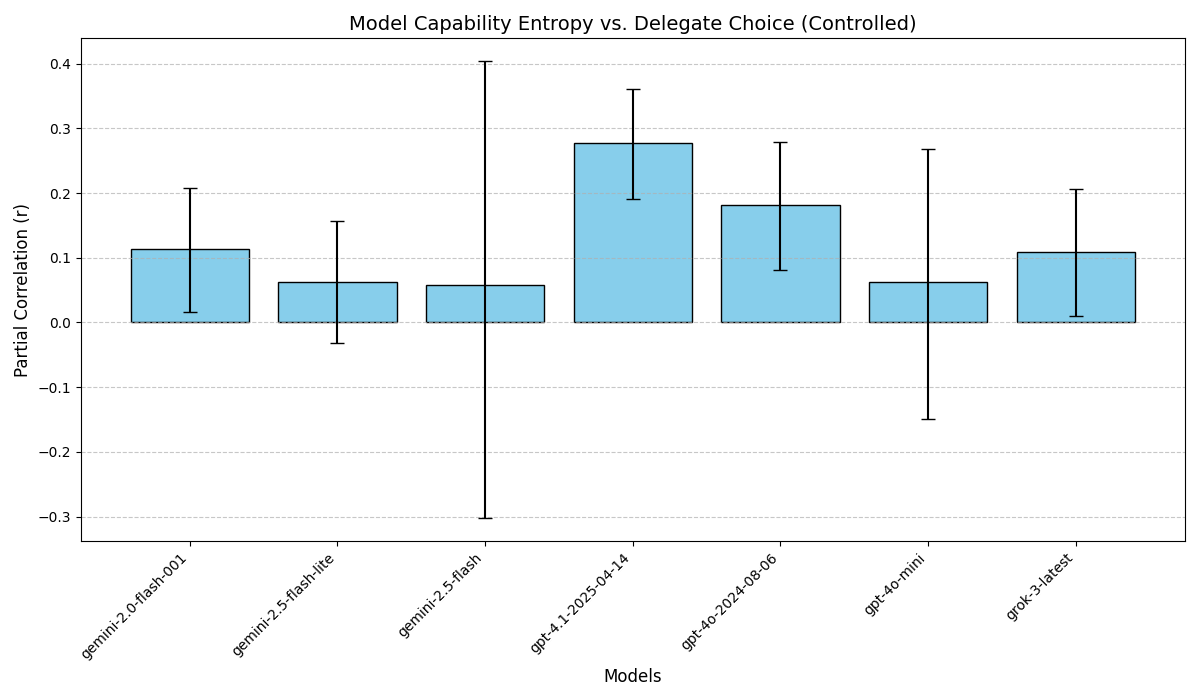 Model Capability Entropy vs. Delegate Choice (Controlled)
Partial Correlation (r)
0.4
0.3
0.2
0.1
0.0
−0.1
−0.2
−0.3
gemini-2.0-flash-001
gemini-2.5-flash-lite
gemini-2.5-flash
gpt-4.1-2025-04-14
gpt-4o-2024-08-06
gpt-4o-mini
grok-3-latest
Models